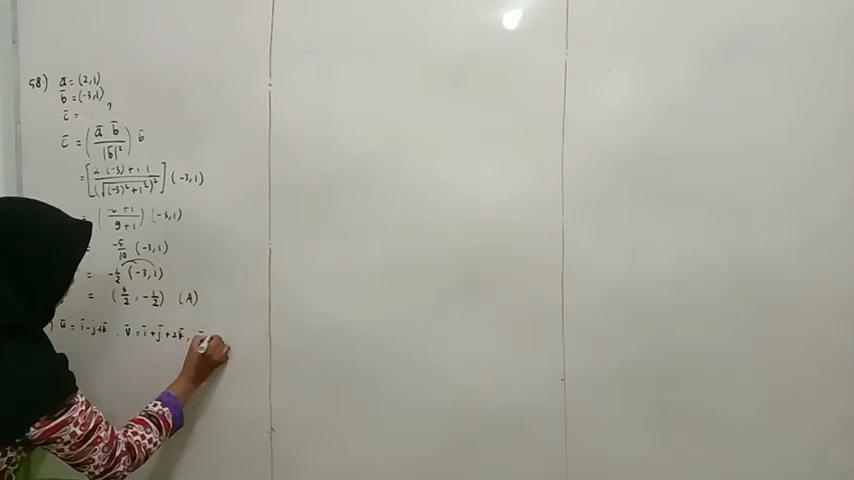 58.) a̅ = (2,1)
b̅ = (-3,1)
c̅ = ... ?
c̅ = (a̅ b̅ / |b̅|²) b̅
= [2 (-3) + 1 . 1 / (√(-3)² + 1²)²] (-3,1)
(-6 + 1 / 9 + 1) (-3,1)
-5/10 (-3,1)
= -1/2 (-3,1)
= (3/2 , -1/2) (A)
) u̅ = i̅ - j̅ + k̅ , v̅ = i̅ + j̅ + 2k̅ ,